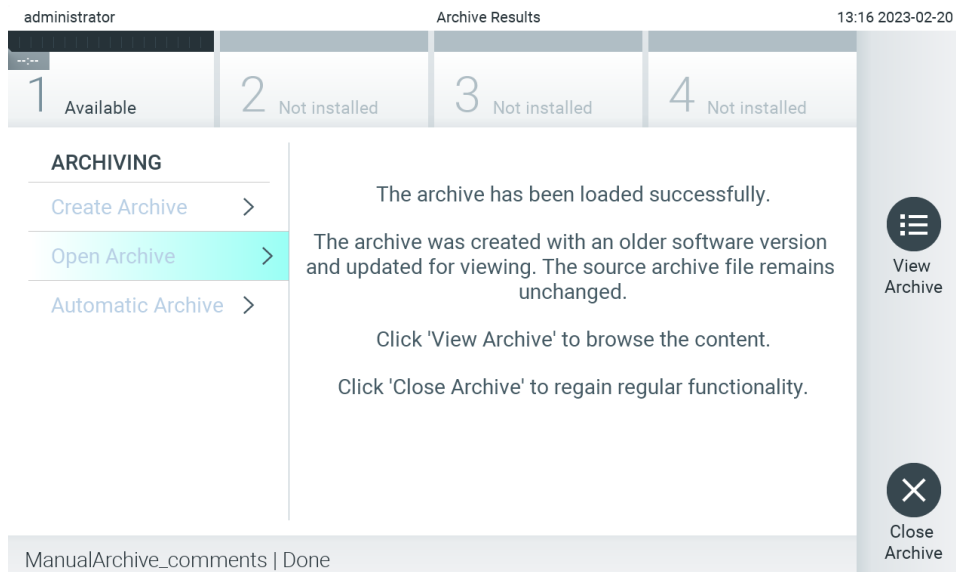 administrator
Archive Results
13:16 2023-02-20
--:--
1 Available
2 Not installed
3 Not installed
4 Not installed
ARCHIVING
Create Archive
Open Archive
Automatic Archive
The archive has been loaded successfully.
The archive was created with an older software version
and updated for viewing. The source archive file remains
unchanged.
Click 'View Archive' to browse the content.
Click 'Close Archive' to regain regular functionality.
View
Archive
Close
Archive
ManualArchive_comments | Done